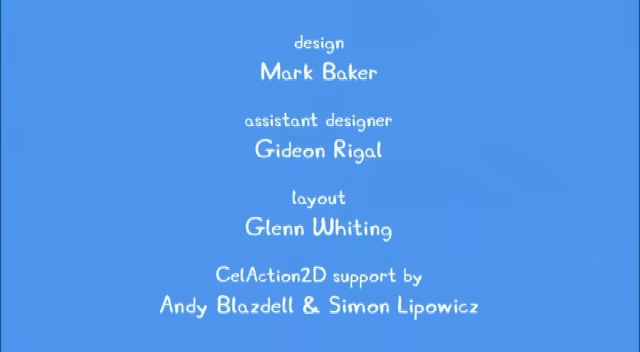 design
Mark Baker
assistant designer
Gideon Rigal
layout
Glenn Whiting
CelAction2D support by
Andy Blazdell & Simon Lipowicz